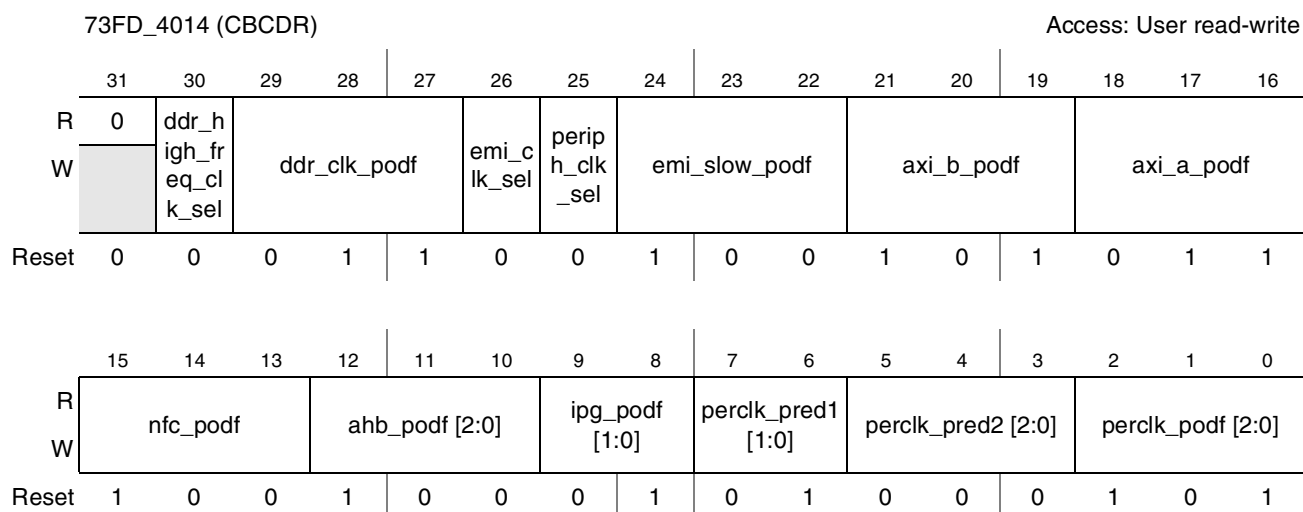 73FD_4014 (CBCDR) Access: User read-write
31 30 29 28 27 26 25 24 23 22 21 20 19 18 17 16
R 0 ddr_h
igh_fr
eq_cl
k_sel ddr_clk_podf emi_c
lk_sel perip
h_clk
_sel emi_slow_podf axi_b_podf axi_a_podf
W
Reset 0 0 0 1 1 0 0 1 0 0 1 0 1 0 1 1
15 14 13 12 11 10 9 8 7 6 5 4 3 2 1 0
R nfc_podf ahb_podf [2:0] ipg_podf
[1:0] perclk_pred1
[1:0] perclk_pred2 [2:0] perclk_podf [2:0]
W
Reset 1 0 0 1 0 0 0 1 0 1 0 0 0 1 0 1